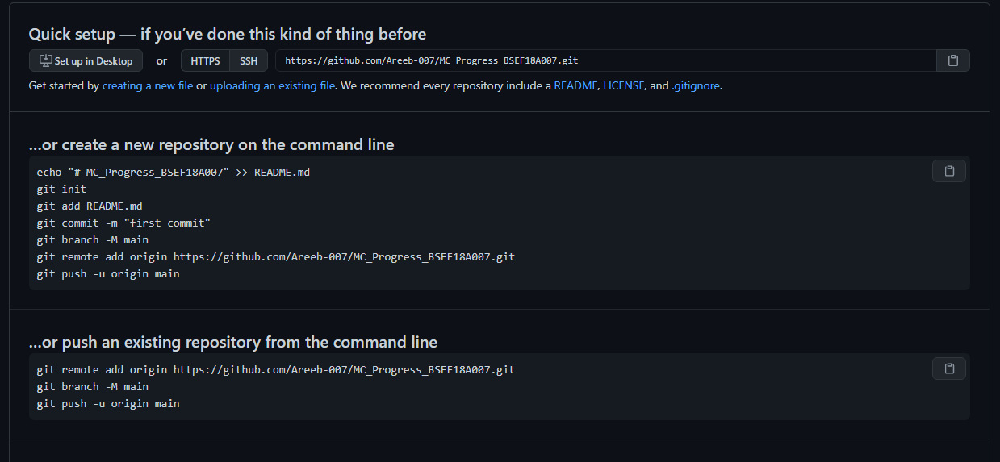 Quick setup — if you’ve done this kind of thing before
Set up in Desktop or HTTPS SSH https://github.com/Areeb-007/MC_Progress_BSEF18A007.git
Get started by creating a new file or uploading an existing file. We recommend every repository include a README, LICENSE, and .gitignore.
…or create a new repository on the command line
echo "# MC_Progress_BSEF18A007" >> README.md
git init
git add README.md
git commit -m "first commit"
git branch -M main
git remote add origin https://github.com/Areeb-007/MC_Progress_BSEF18A007.git
git push -u origin main
…or push an existing repository from the command line
git remote add origin https://github.com/Areeb-007/MC_Progress_BSEF18A007.git
git branch -M main
git push -u origin main